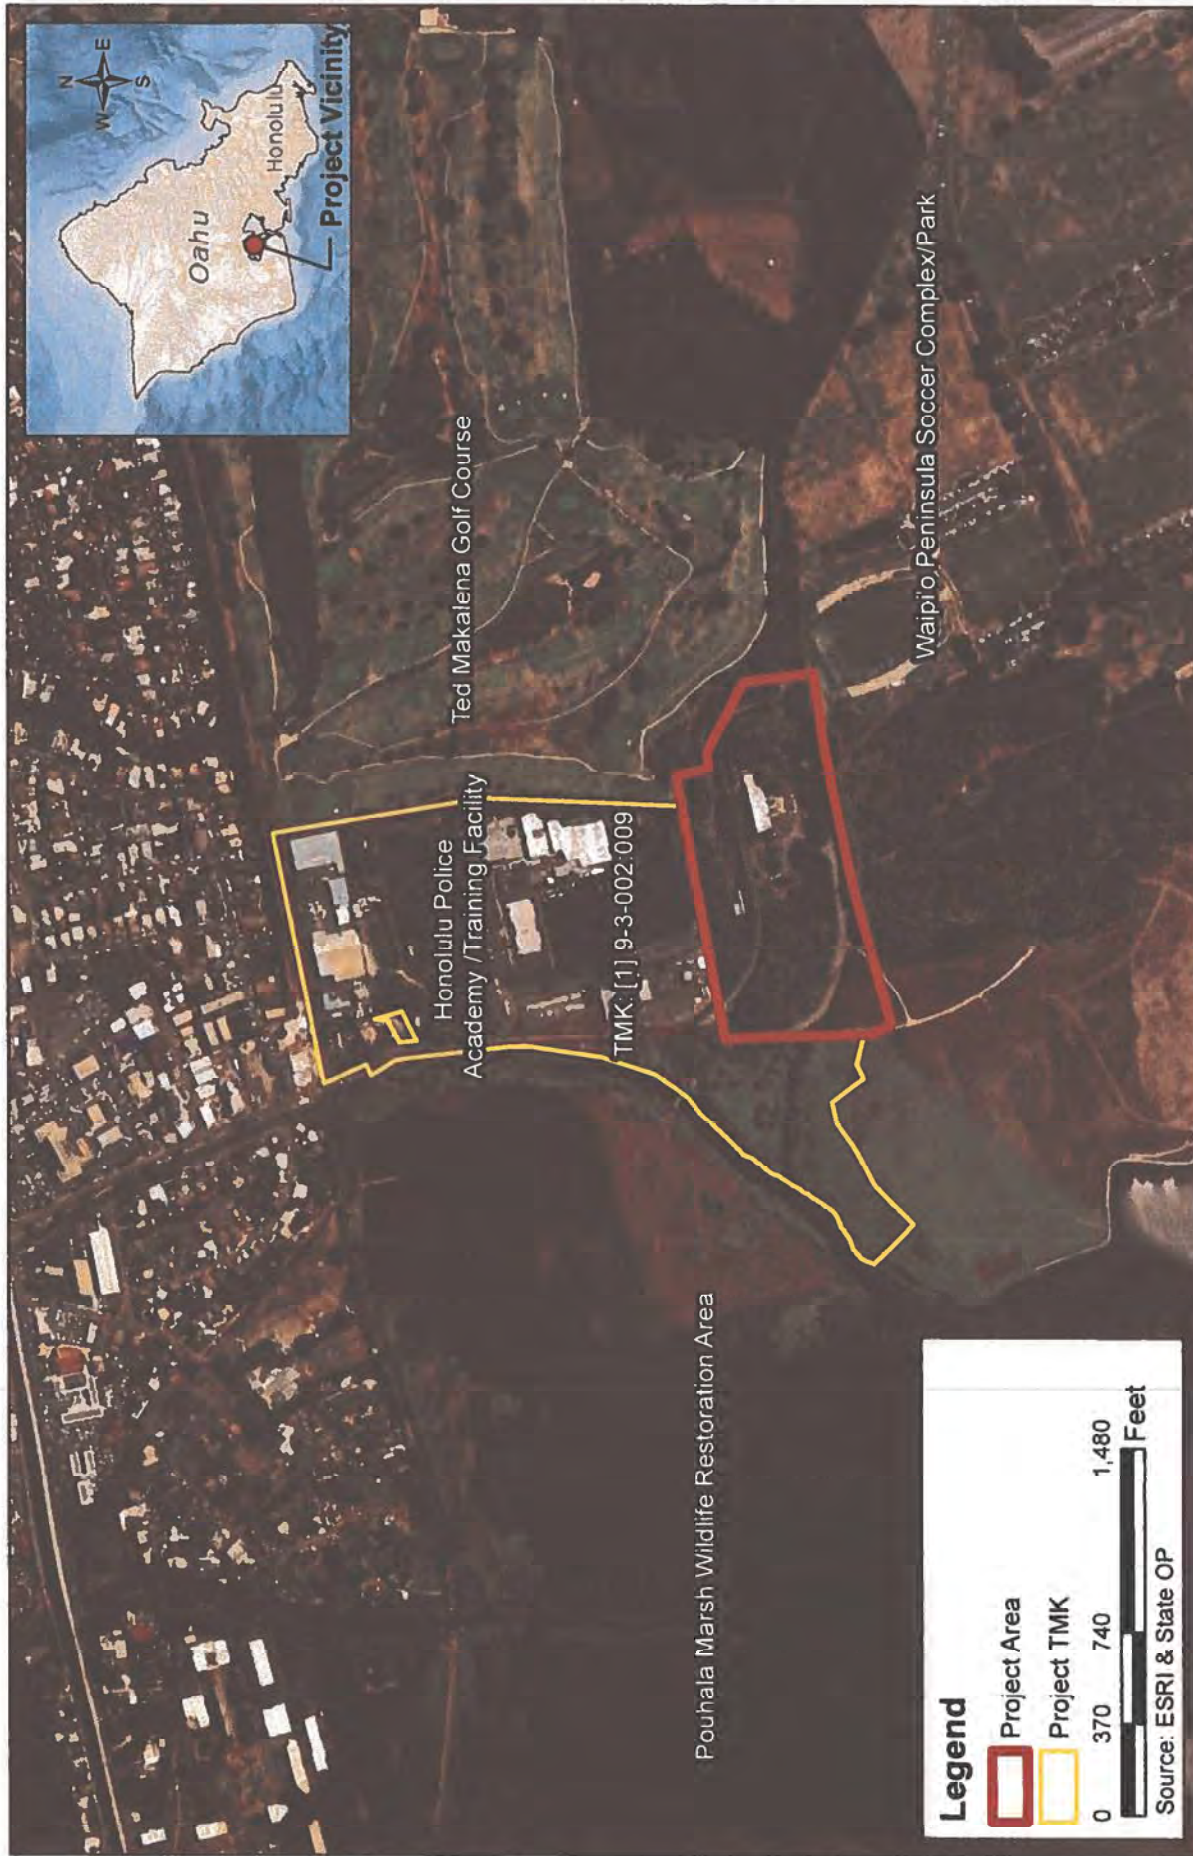 N
W
E
S
Oahu
Honolulu
Project Vicinity
Ted Makalena Golf Course
Honolulu Police
Academy /Training Facility
TMK: [1] 9-3-002:009
Waipio Peninsula Soccer Complex/Park
Pouhala Marsh Wildlife Restoration Area
Legend
Project Area
Project TMK
0 370 740 1,480
Feet
Source: ESRI & State OP